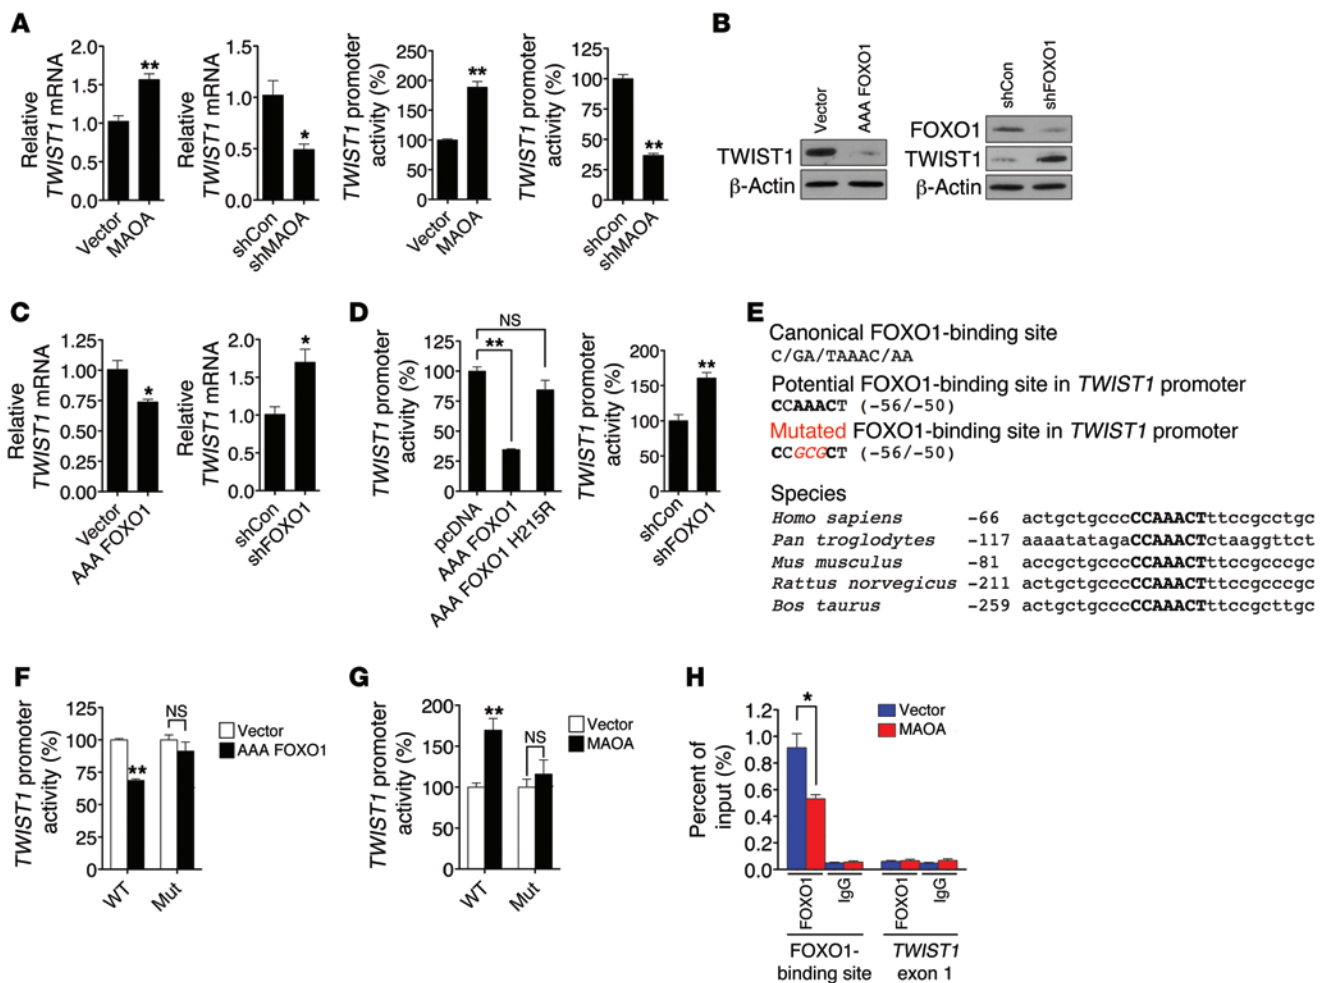 A
Relative
TWIST1 mRNA
2.0
1.5
1.0
0.5
0.0
Vector
MAOA
**
Relative
TWIST1 mRNA
1.5
1.0
0.5
0.0
shCon
shMAOA
*
TWIST1 promoter
activity (%)
250
200
150
100
50
0
Vector
MAOA
**
TWIST1 promoter
activity (%)
125
100
75
50
25
0
shCon
shMAOA
**
B
Vector
AAA FOXO1
TWIST1
β-Actin
shCon
shFOXO1
FOXO1
TWIST1
β-Actin
C
Relative
TWIST1 mRNA
1.25
1.00
0.75
0.50
0.25
0.00
Vector
AAA FOXO1
*
Relative
TWIST1 mRNA
2.0
1.5
1.0
0.5
0.0
shCon
shFOXO1
*
D
TWIST1 promoter
activity (%)
125
100
75
50
25
0
NS
**
pcDNA
AAA FOXO1
AAA FOXO1 H215R
TWIST1 promoter
activity (%)
200
150
100
50
0
**
shCon
shFOXO1
E
Canonical FOXO1-binding site
C/GA/TAAAC/AA
Potential FOXO1-binding site in TWIST1 promoter
CCAAACT (-56/-50)
Mutated FOXO1-binding site in TWIST1 promoter
CCGCGCT (-56/-50)
Species
Homo sapiens -66 actgctgcccCCAAACTttccgcctgc
Pan troglodytes -117 aaaatatagaCCAAACTctaaggttct
Mus musculus -81 accgctgcccCCAAACTttccgcccgc
Rattus norvegicus -211 actgctgcccCCAAACTttccgcccgc
Bos taurus -259 actgctgcccCCAAACTttccgcttgc
F
TWIST1 promoter
activity (%)
125
100
75
50
25
0
**
NS
WT
Mut
Vector
AAA FOXO1
G
TWIST1 promoter
activity (%)
200
150
100
50
0
**
NS
WT
Mut
Vector
MAOA
H
Percent of
input (%)
1.2
1.0
0.8
0.6
0.4
0.2
0.0
*
Vector
MAOA
FOXO1
IgG
FOXO1
IgG
FOXO1-
binding site
TWIST1
exon 1